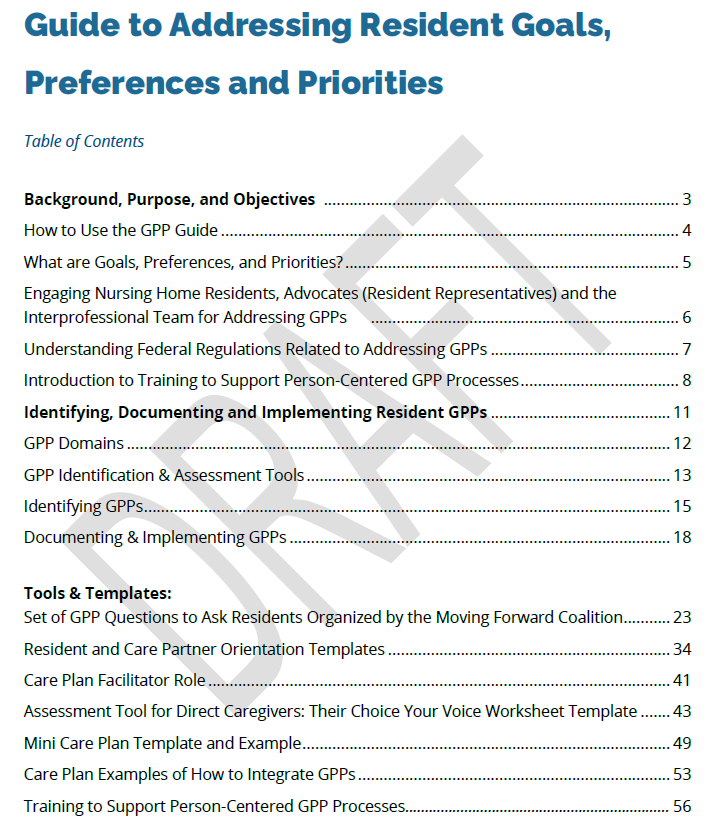 Guide to Addressing Resident Goals,
Preferences and Priorities
Table of Contents
Background, Purpose, and Objectives ................................................................................ 3
How to Use the GPP Guide ........................................................................................................ 4
What are Goals, Preferences, and Priorities? ............................................................................ 5
Engaging Nursing Home Residents, Advocates (Resident Representatives) and the
Interprofessional Team for Addressing GPPs ...................................................................... 6
Understanding Federal Regulations Related to Addressing GPPs ........................................... 7
Introduction to Training to Support Person-Centered GPP Processes .................................... 8
Identifying, Documenting and Implementing Resident GPPs ......................................... 11
GPP Domains ............................................................................................................................ 12
GPP Identification & Assessment Tools .................................................................................... 13
Identifying GPPs ........................................................................................................................ 15
Documenting & Implementing GPPs ........................................................................................ 18
Tools & Templates:
Set of GPP Questions to Ask Residents Organized by the Moving Forward Coalition ........... 23
Resident and Care Partner Orientation Templates ................................................................. 34
Care Plan Facilitator Role ......................................................................................................... 41
Assessment Tool for Direct Caregivers: Their Choice Your Voice Worksheet Template ....... 43
Mini Care Plan Template and Example ..................................................................................... 49
Care Plan Examples of How to Integrate GPPs ........................................................................ 53
Training to Support Person-Centered GPP Processes ............................................................. 56
DRAFT